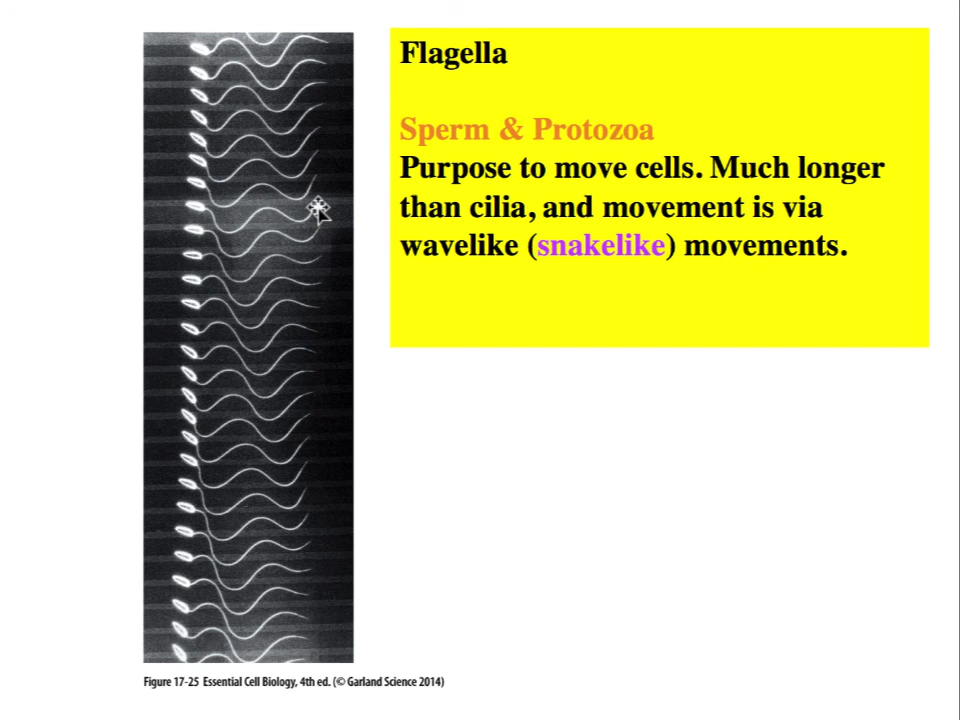 Flagella
Sperm & Protozoa
Purpose to move cells. Much longer
than cilia, and movement is via
wavelike (snakelike) movements.
Figure 17-25 Essential Cell Biology, 4th ed. (© Garland Science 2014)